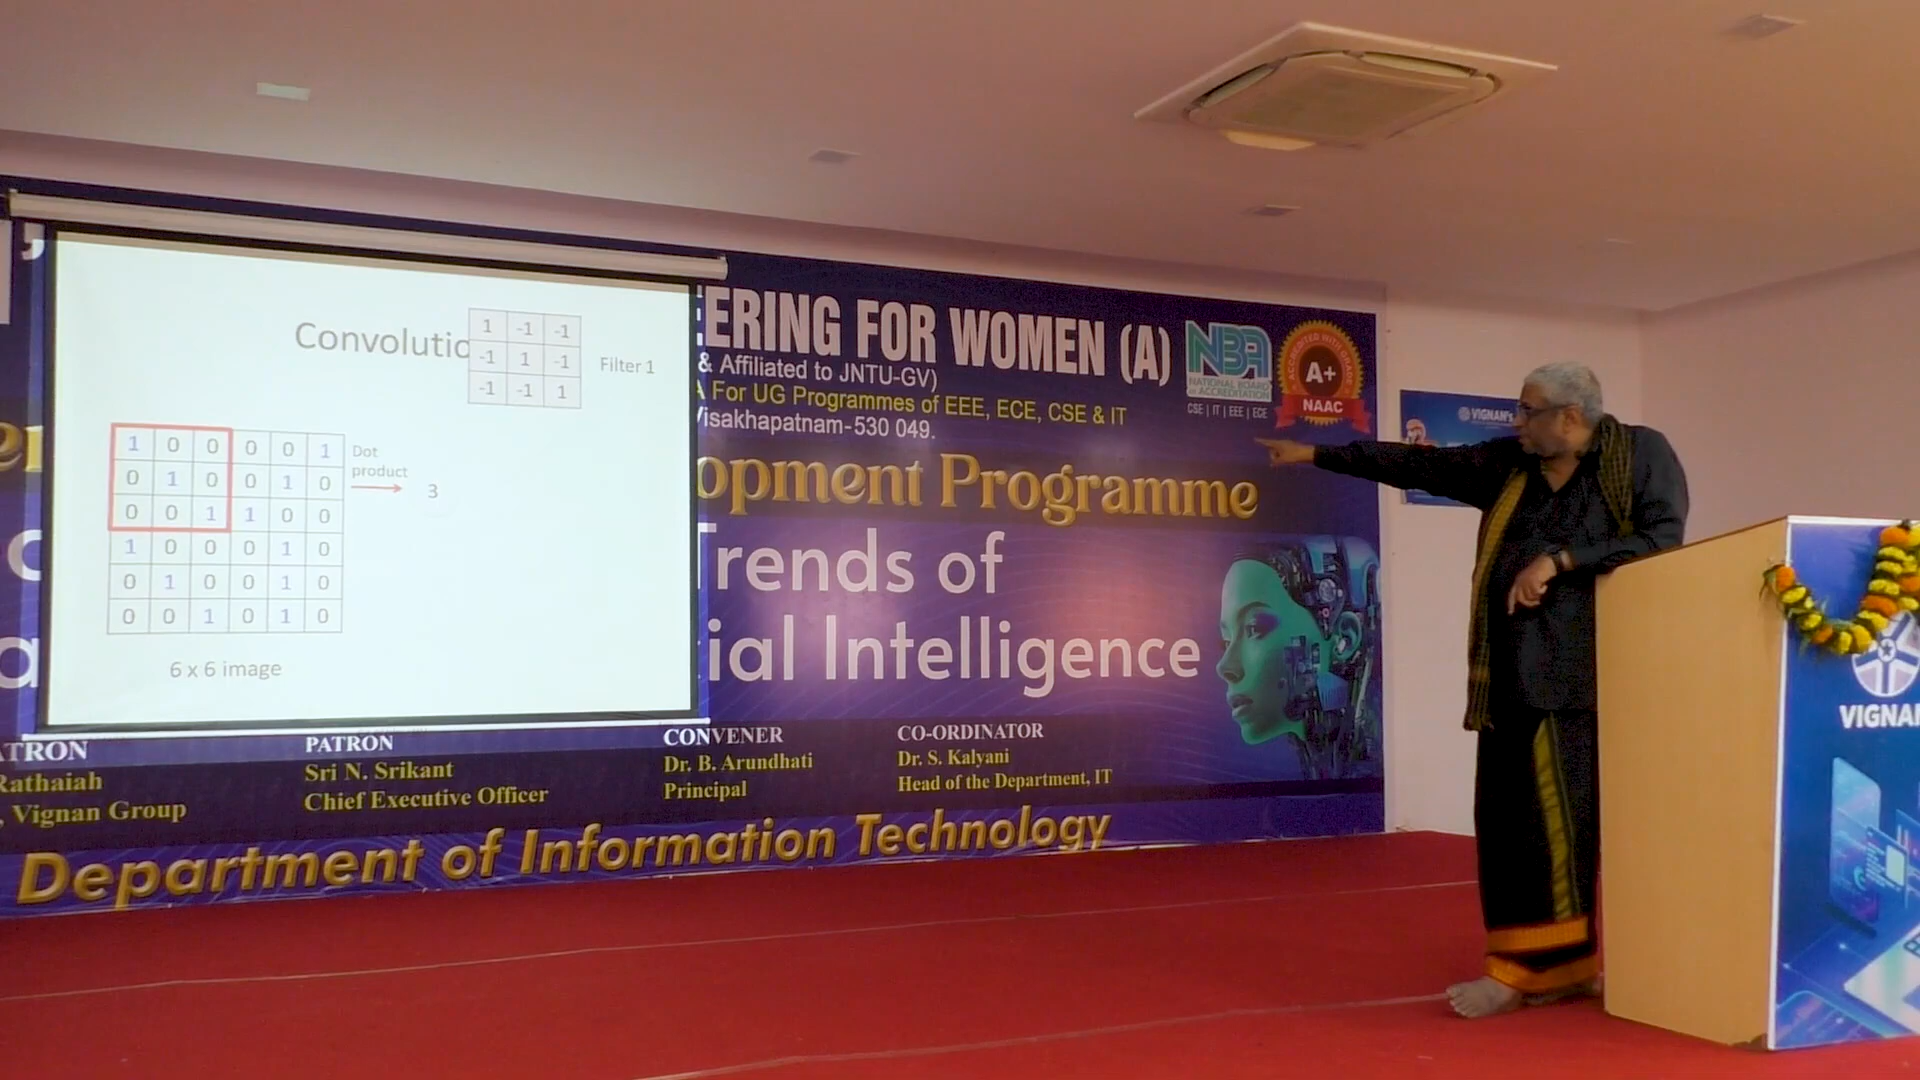 Convolutio
1 -1 -1
-1 1 -1
-1 -1 1
Filter 1
1 0 0 0 0 1
0 1 0 0 1 0
0 0 1 1 0 0
1 0 0 0 1 0
0 1 0 0 1 0
0 0 1 0 1 0
Dot
product
3
6 x 6 image
ERING FOR WOMEN (A)
& Affiliated to JNTU-GV)
For UG Programmes of EEE, ECE, CSE & IT
isakhapatnam-530 049.
NBA
NATIONAL BOARD
of ACCREDITATION
CSE | IT | EEE | ECE
ACCREDITED WITH GRADE
A+
NAAC
opment Programme
Trends of
ial Intelligence
TRON
Rathaiah
, Vignan Group
PATRON
Sri N. Srikant
Chief Executive Officer
CONVENER
Dr. B. Arundhati
Principal
CO-ORDINATOR
Dr. S. Kalyani
Head of the Department, IT
Department of Information Technology
VIGNAN's
VIGNAN